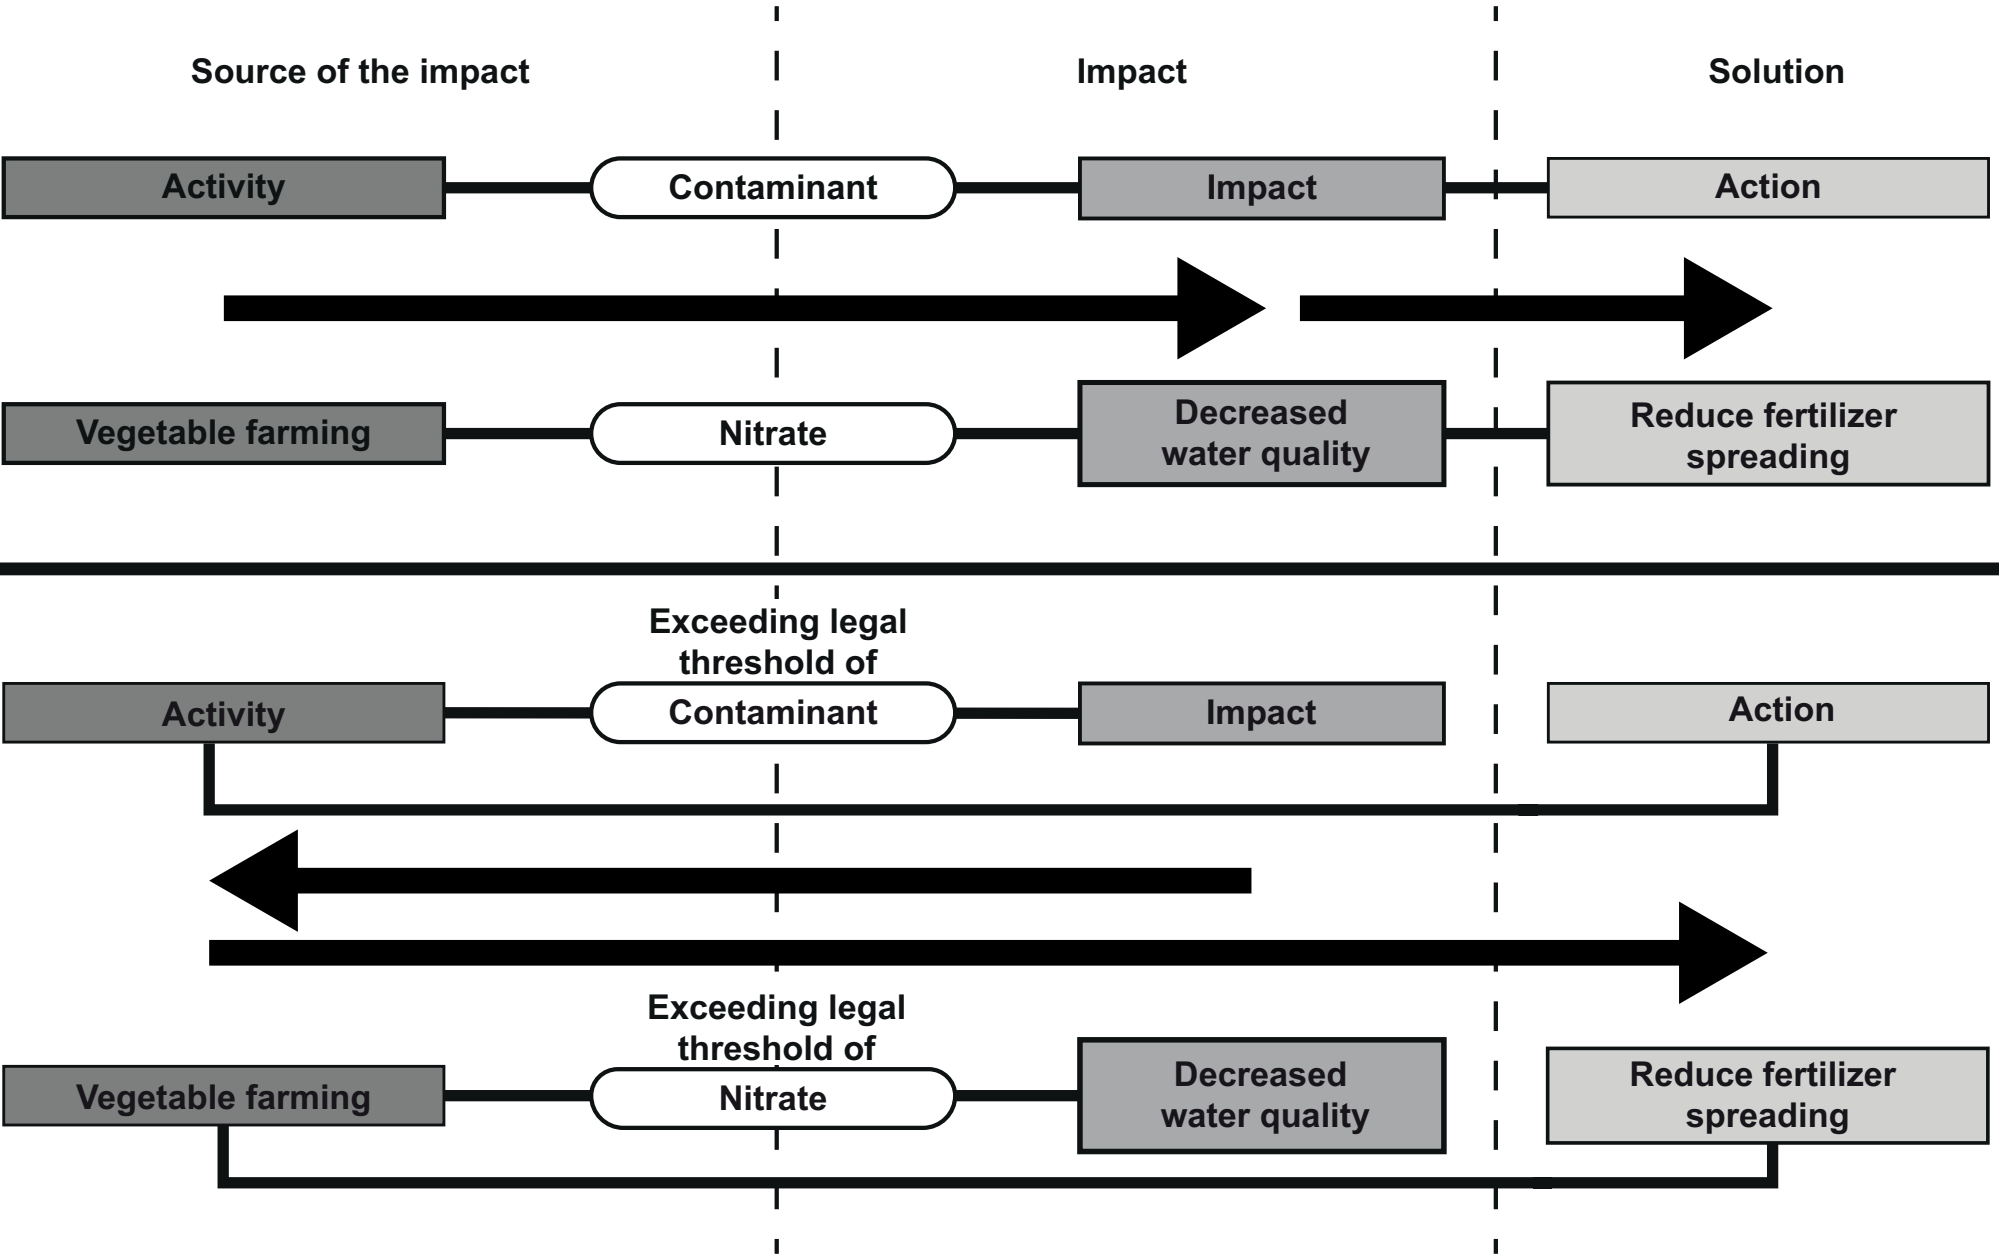 Source of the impact
Impact
Solution
Activity
Contaminant
Impact
Action
Vegetable farming
Nitrate
Decreased
water quality
Reduce fertilizer
spreading
Exceeding legal
threshold of
Activity
Contaminant
Impact
Action
Exceeding legal
threshold of
Vegetable farming
Nitrate
Decreased
water quality
Reduce fertilizer
spreading